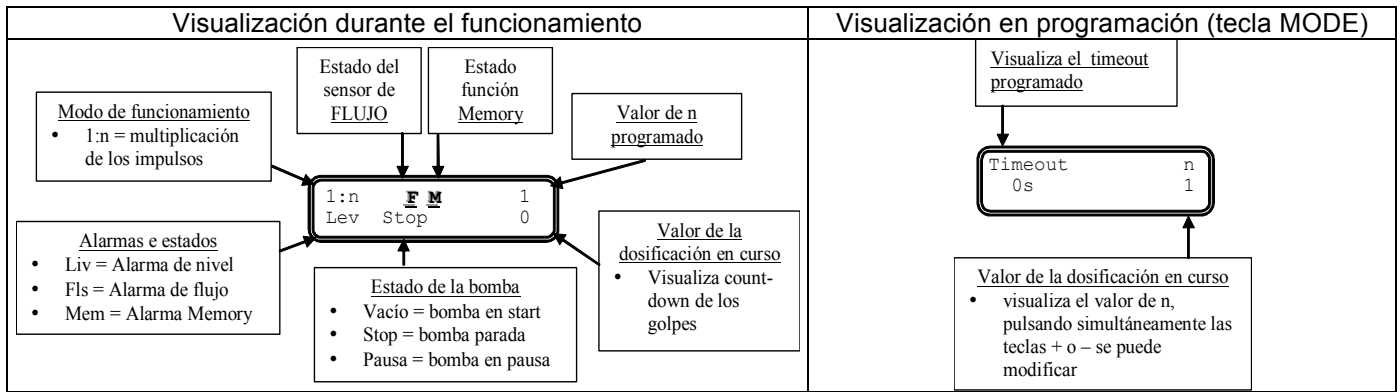 Visualización durante el funcionamiento
Visualización en programación (tecla MODE)
Modo de funcionamiento
• 1:n = multiplicación
de los impulsos
Estado del
sensor de
FLUJO
Estado
función
Memory
Valor de n
programado
1:n F M 1
Lev Stop 0
Alarmas e estados
• Liv = Alarma de nivel
• Fls = Alarma de flujo
• Mem = Alarma Memory
Estado de la bomba
• Vacío = bomba en start
• Stop = bomba parada
• Pausa = bomba en pausa
Valor de la
dosificación en curso
• Visualiza count-
down de los
golpes
Visualiza el timeout
programado
Timeout n
0s 1
Valor de la dosificación en curso
• visualiza el valor de n,
pulsando simultáneamente las
teclas + o – se puede
modificar